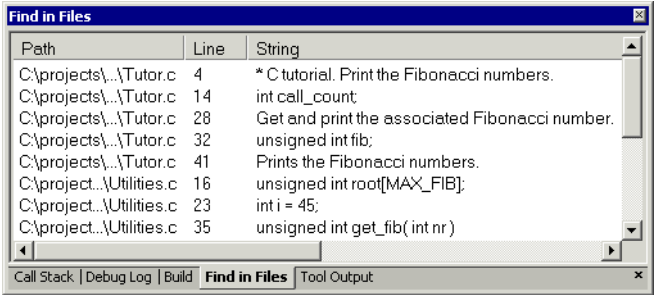 Find in Files
Path Line String
C:\projects\...\Tutor.c 4 * C tutorial. Print the Fibonacci numbers.
C:\projects\...\Tutor.c 14 int call_count;
C:\projects\...\Tutor.c 28 Get and print the associated Fibonacci number.
C:\projects\...\Tutor.c 32 unsigned int fib;
C:\projects\...\Tutor.c 41 Prints the Fibonacci numbers.
C:\project...\Utilities.c 16 unsigned int root[MAX_FIB];
C:\project...\Utilities.c 23 int i = 45;
C:\project...\Utilities.c 35 unsigned int get_fib( int nr )
Call Stack | Debug Log | Build Find in Files Tool Output